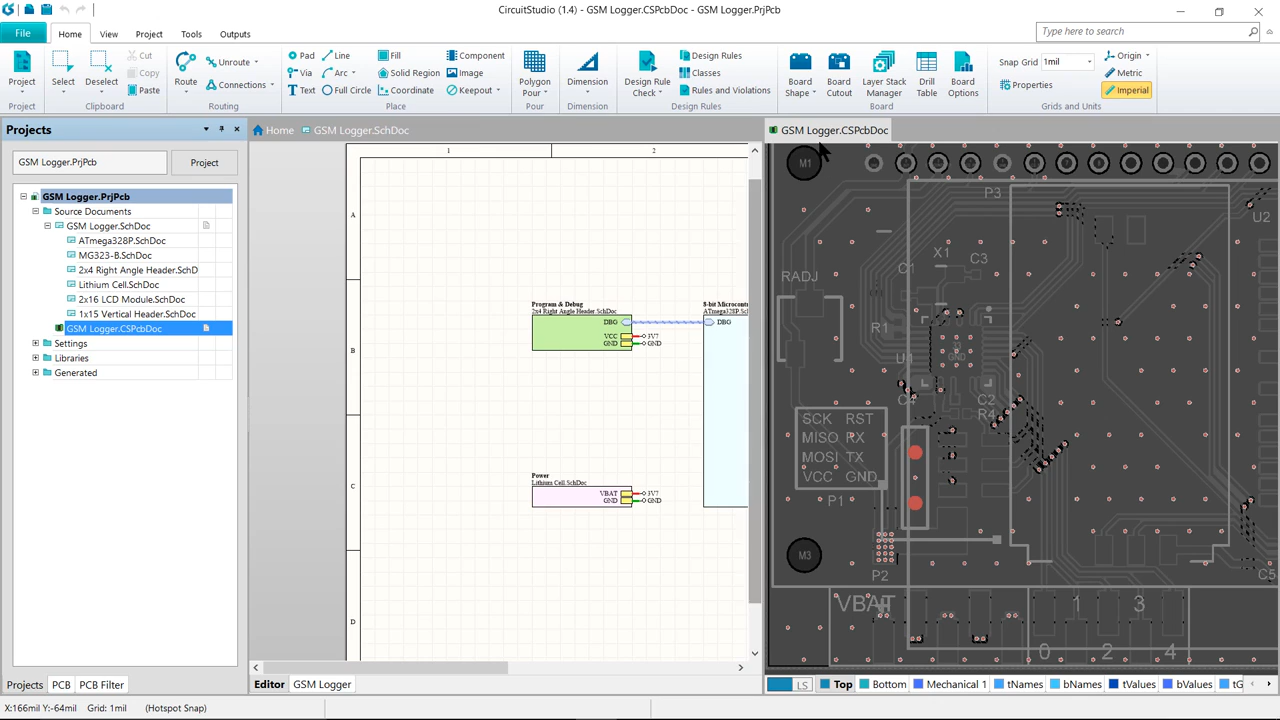 CircuitStudio (1.4) - GSM Logger.CSPbDoc - GSM Logger.PrjPcb
File
Home
View
Project
Tools
Outputs
Type here to search
Project
Select
Deselect
Cut
Copy
Paste
Route
Unroute
Connections
Pad
Via
Text
Line
Arc
Full Circle
Fill
Solid Region
Coordinate
Component
Image
Keepout
Polygon
Pour
Dimension
Design Rule
Check
Design Rules
Classes
Rules and Violations
Board
Shape
Board
Cutout
Layer Stack
Manager
Drill
Table
Board
Options
Snap Grid
1mil
Properties
Origin
Metric
Imperial
Project
Clipboard
Routing
Place
Pour
Dimension
Design Rules
Board
Grids and Units
Projects
GSM Logger.PrjPcb
Project
GSM Logger.PrjPcb
Source Documents
GSM Logger.SchDoc
ATmega328P.SchDoc
MG323-B.SchDoc
2x4 Right Angle Header.SchD
Lithium Cell.SchDoc
2x16 LCD Module.SchDoc
1x15 Vertical Header.SchDoc
GSM Logger.CSPcbDoc
Settings
Libraries
Generated
Projects
PCB
PCB Filter
Home
GSM Logger.SchDoc
1
2
A
B
C
D
Program & Debug
2x4 Right Angle Header.SchDoc
DBG
VCC
GND
3V7
GND
8-bit Microcont
ATmega328P.Sch
DBG
Power
Lithium Cell.SchDoc
VBAT
GND
3V7
GND
Editor
GSM Logger
GSM Logger.CSPcbDoc
M1
P3
U2
RADJ
C1
X1
C3
R1
U1
GND
C4
C2
R4
SCK RST
MISO RX
MOSI TX
VCC GND
P1
M3
P2
C5
VBAT
1
3
0
2
4
LS
Top
Bottom
Mechanical 1
tNames
bNames
tValues
bValues
tG
X:166mil Y:-64mil
Grid: 1mil
(Hotspot Snap)